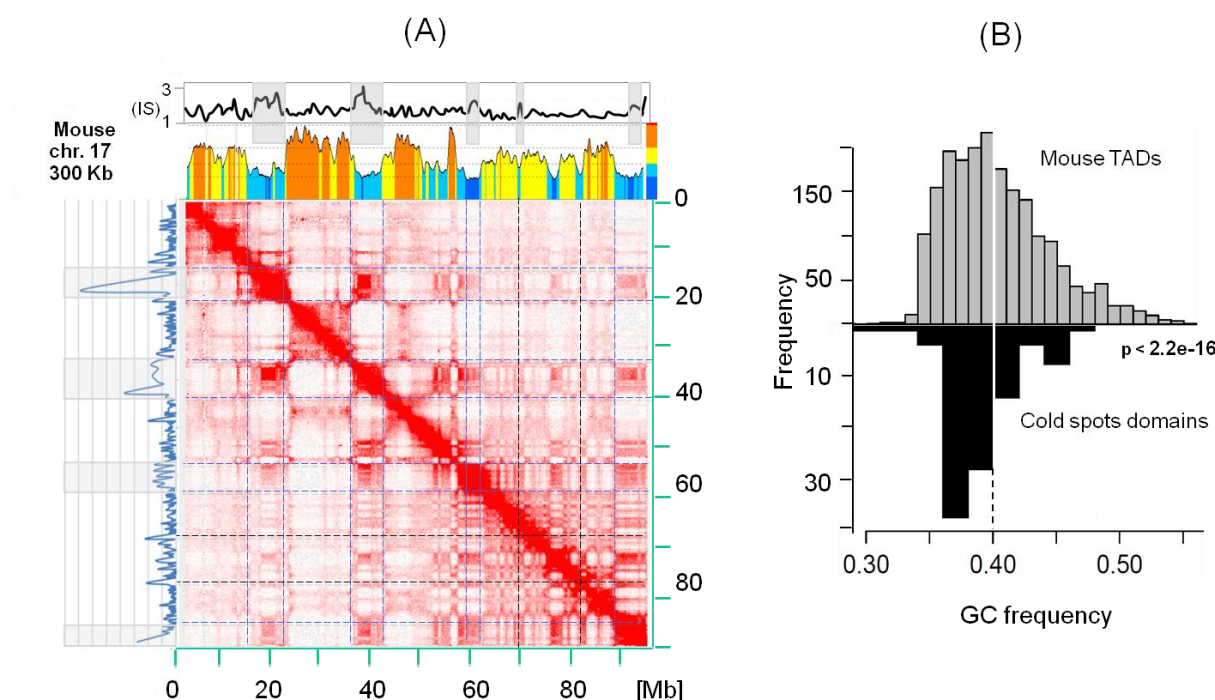 (A)
(B)
3
(IS)
1
Mouse
chr. 17
300 Kb
0
20
40
60
80
0 20 40 60 80 [Mb]
Mouse TADs
150
50
Frequency
p < 2.2e-16
10
Cold spots domains
30
0.30 0.40 0.50
GC frequency